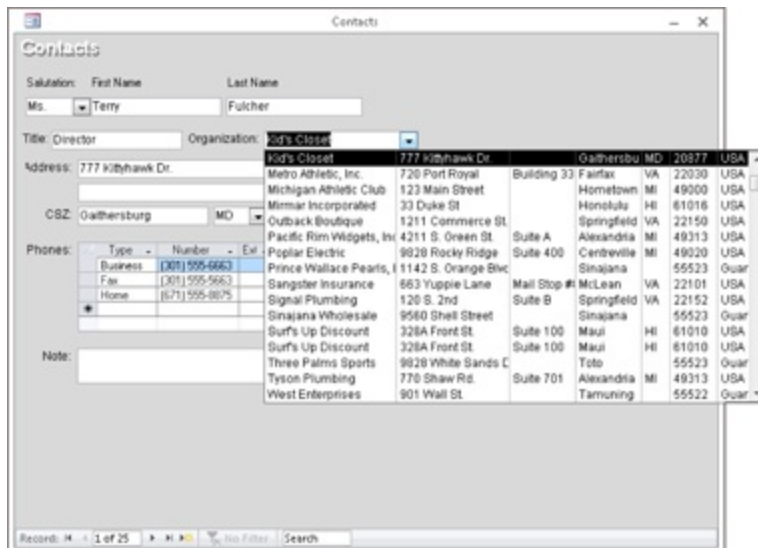 Contacts
Contacts
Salutation: First Name Last Name
Ms. Terry Fulcher
Title: Director Organization: Kid's Closet
Kid's Closet 777 Kittyhawk Dr. Gaithersbu MD 20877 USA
Metro Athletic, Inc. 720 Port Royal Building 33 Fairfax VA 22030 USA
Michigan Athletic Club 123 Main Street Hometown MI 49000 USA
Mirmar Incorporated 33 Duke St Honolulu HI 61016 USA
Outback Boutique 1211 Commerce St. Springfield VA 22150 USA
Pacific Rim Widgets, Inc 4211 S. Green St. Suite A Alexandria MI 49313 USA
Poplar Electric 9828 Rocky Ridge Suite 400 Centreville MI 49020 USA
Prince Wallace Pearls, I 1142 S. Orange Blvd Sinajana 55523 Guar
Sangster Insurance 663 Yuppie Lane Mail Stop #: McLean VA 22101 USA
Signal Plumbing 120 S. 2nd Suite B Springfield VA 22152 USA
Sinajana Wholesale 9560 Shell Street Sinajana 55523 Guar
Surf's Up Discount 328A Front St. Suite 100 Maui HI 61010 USA
Surf's Up Discount 328A Front St. Suite 100 Maui HI 61010 USA
Three Palms Sports 9828 White Sands D Toto 55523 Guar
Tyson Plumbing 770 Shaw Rd. Suite 701 Alexandria MI 49313 USA
West Enterprises 901 Wall St. Tamuning 55522 Guar
Address: 777 Kittyhawk Dr.
CSZ: Gaithersburg MD
Phones: Type Number Ext
Business (301) 555-6663
Fax (301) 555-5663
Home (671) 555-8875
Note:
Record: 1 of 25 No Filter Search